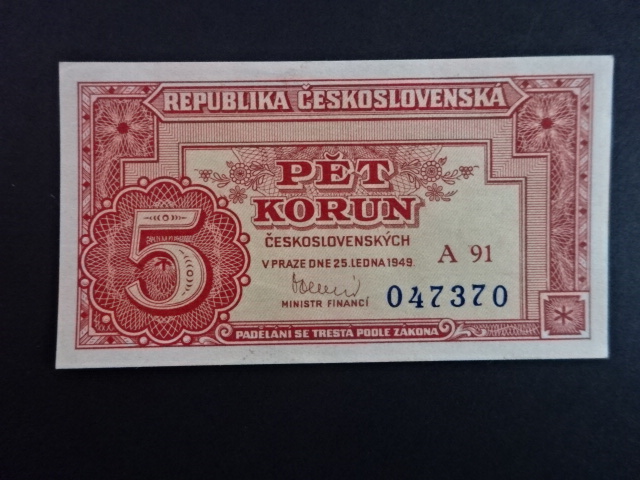 REPUBLIKA ČESKOSLOVENSKÁ
PĚT
KORUN
5
ČESKOSLOVENSKÝCH
V PRAZE DNE 25. LEDNA 1949.
A 91
MINISTR FINANCÍ
047370
PADĚLÁNÍ SE TRESTÁ PODLE ZÁKONA